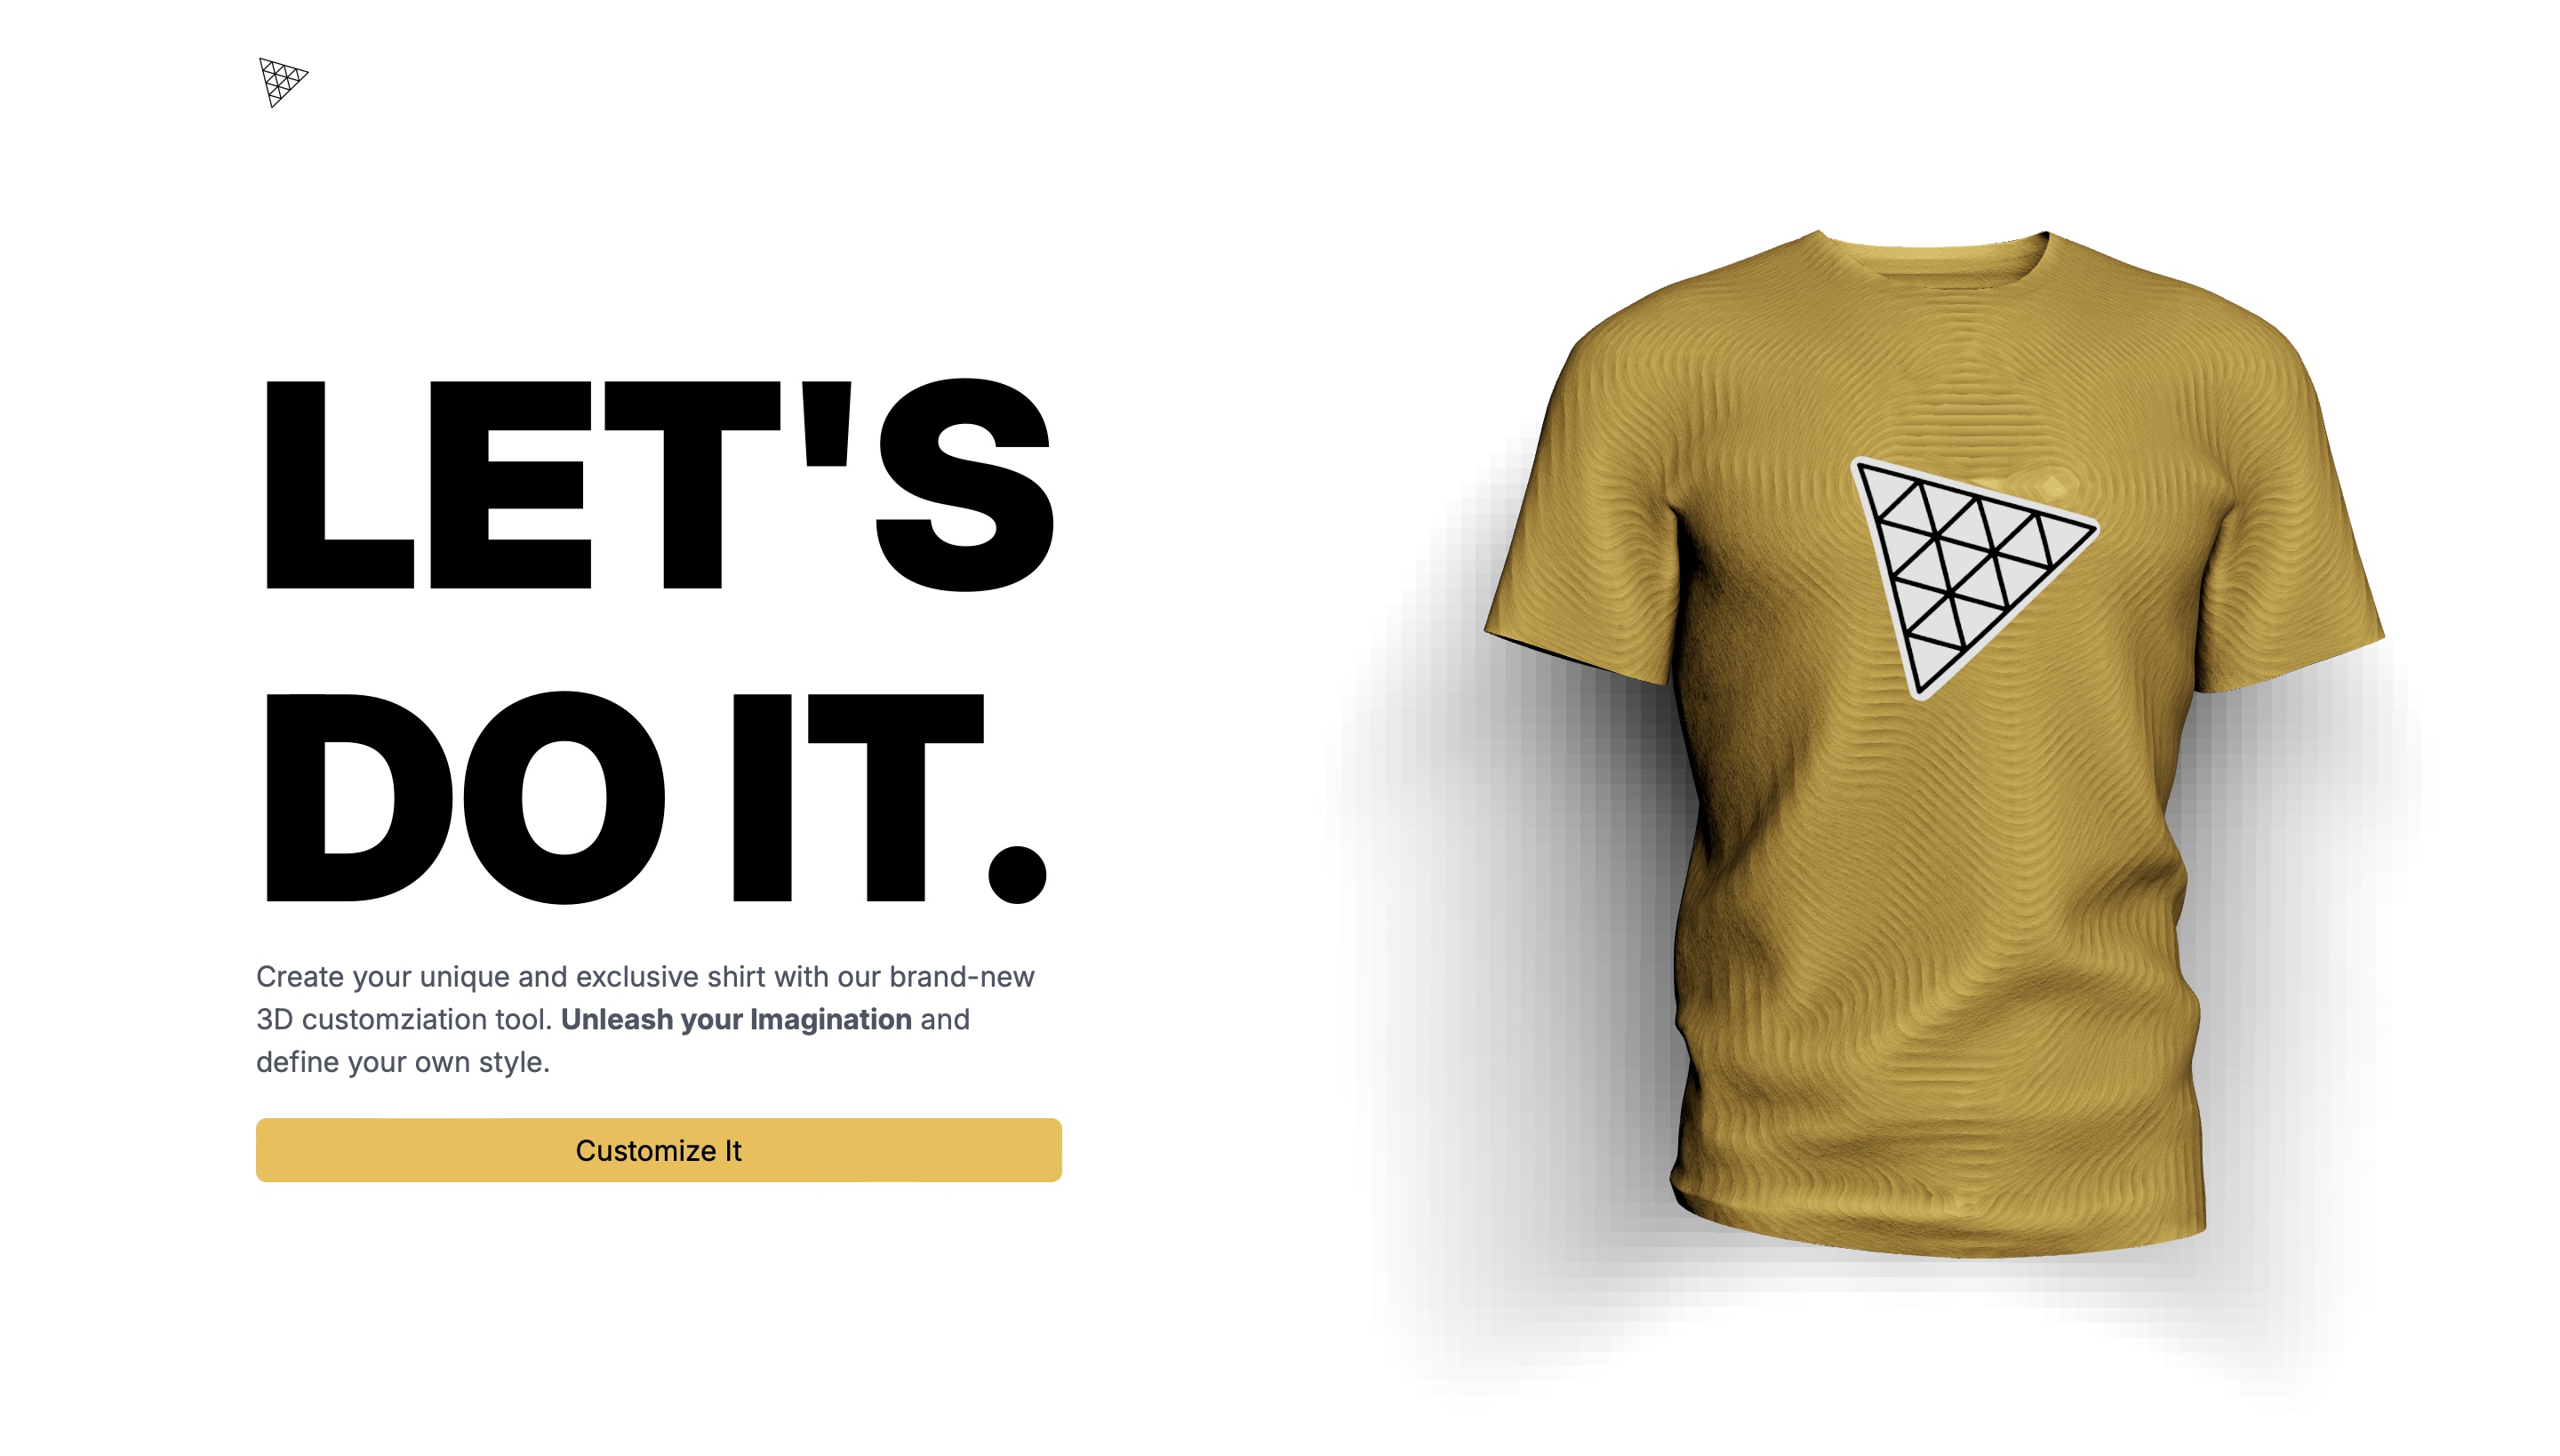 LET'S
DO IT.
Create your unique and exclusive shirt with our brand-new
3D customziation tool. Unleash your Imagination and
define your own style.
Customize It